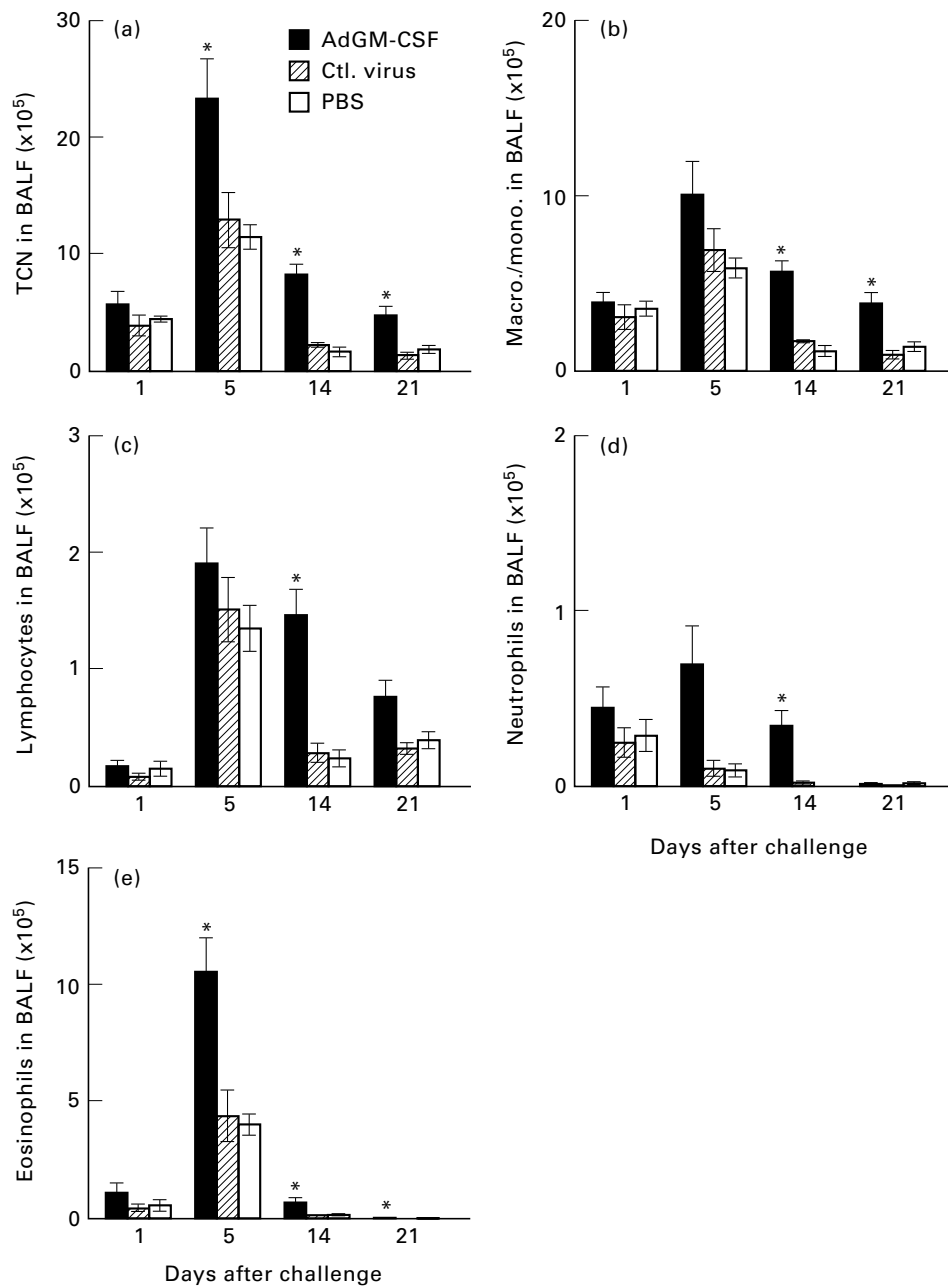 (a)
TCN in BALF (x10⁵)
30
20
10
0
*
*
*
AdGM-CSF
Ctl. virus
PBS
1 5 14 21
(b)
Macro./mono. in BALF (x10⁵)
20
10
0
*
*
1 5 14 21
(c)
Lymphocytes in BALF (x10⁵)
3
2
1
0
*
1 5 14 21
(d)
Neutrophils in BALF (x10⁵)
2
1
0
*
1 5 14 21
Days after challenge
(e)
Eosinophils in BALF (x10⁵)
15
10
5
0
*
*
*
1 5 14 21
Days after challenge